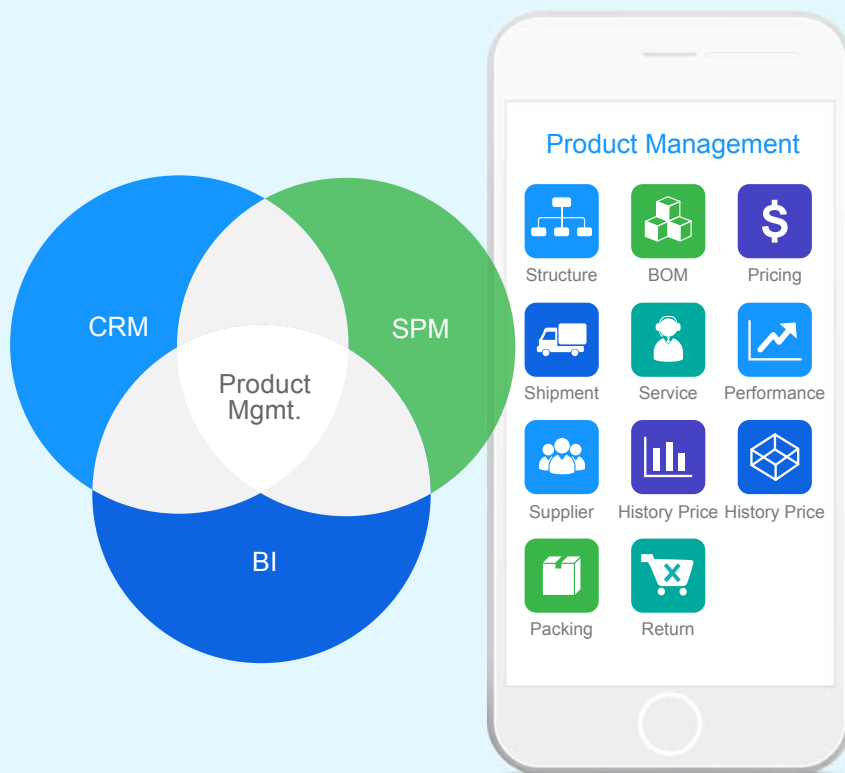 CRM
SPM
Product
Mgmt.
BI
Product Management
Structure
BOM
Pricing
$
Shipment
Service
Performance
Supplier
History Price
History Price
Packing
Return